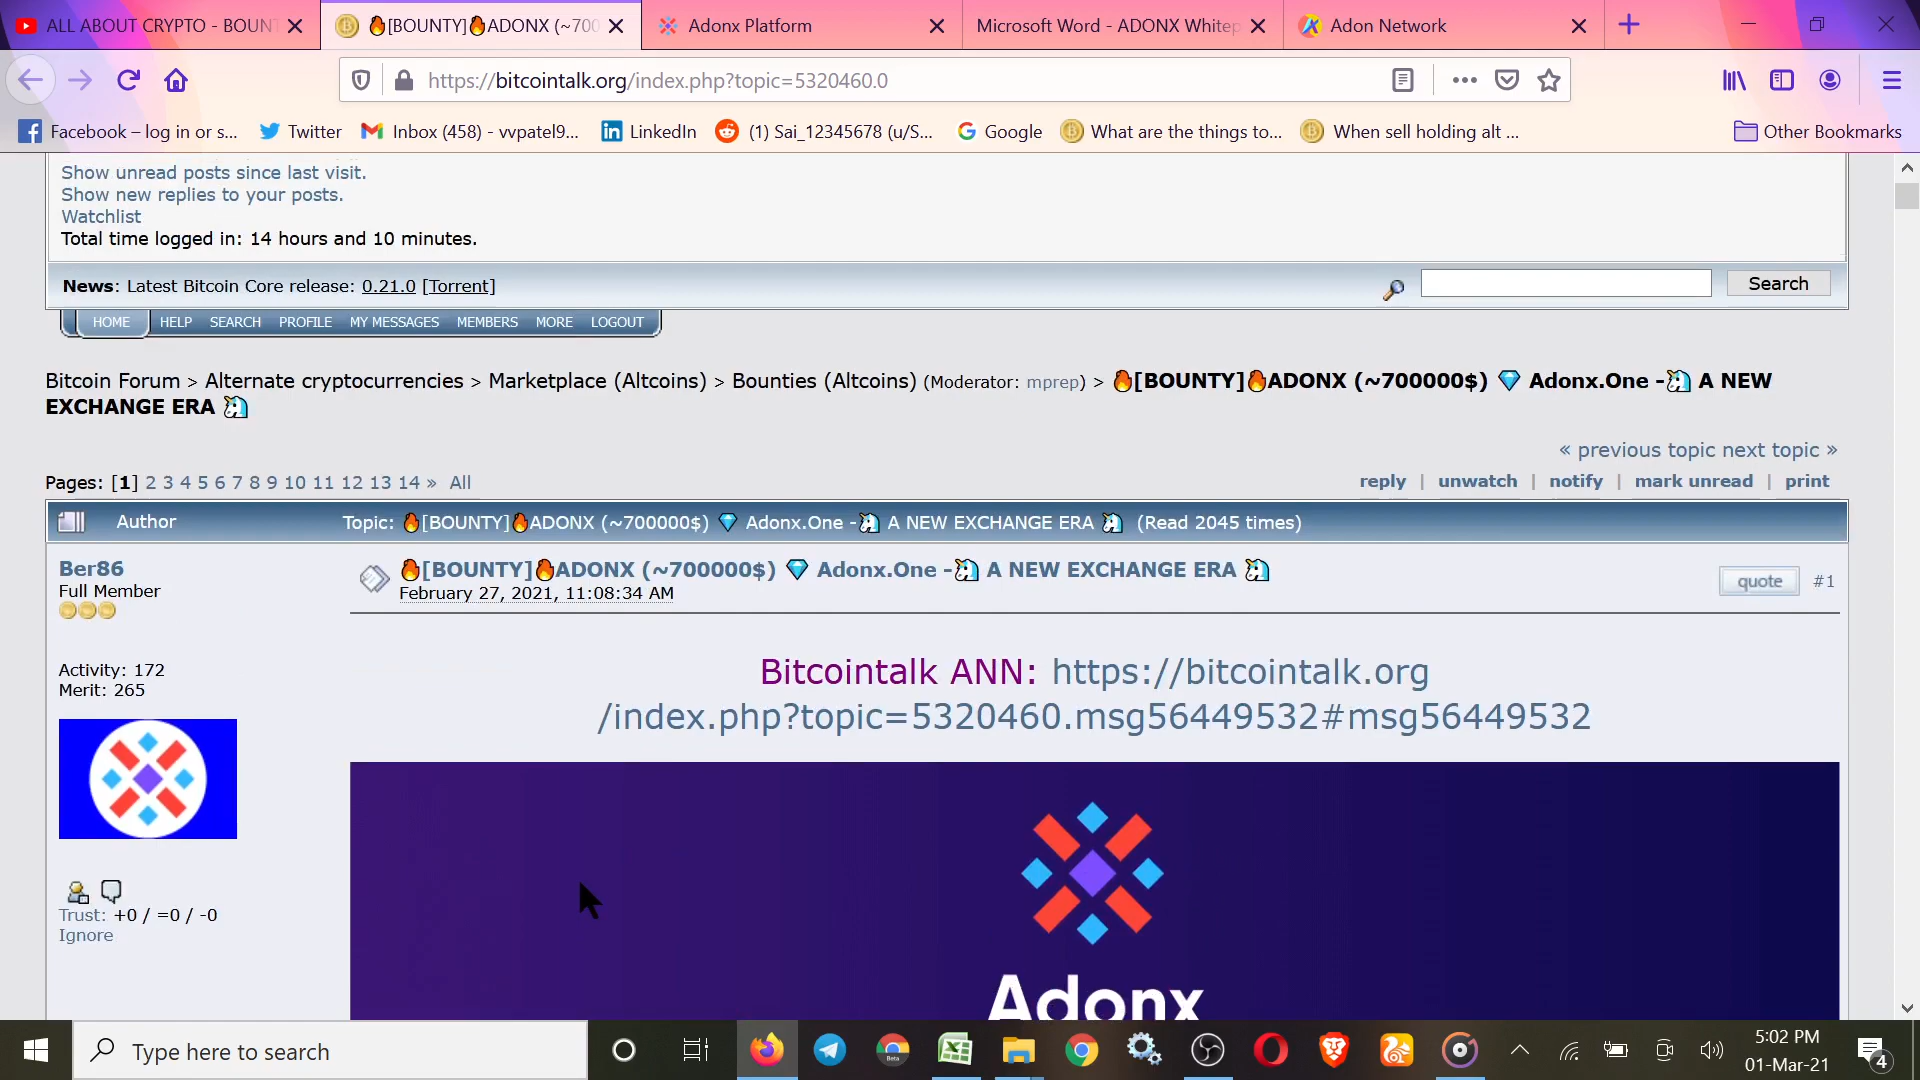 ALL ABOUT CRYPTO - BOUNT
[BOUNTY]🔥ADONX (~700
Adonx Platform
Microsoft Word - ADONX Whitep
Adon Network
https://bitcointalk.org/index.php?topic=5320460.0
Facebook – log in or s...
Twitter
Inbox (458) - vvpatel9...
LinkedIn
(1) Sai_12345678 (u/S...
Google
What are the things to...
When sell holding alt ...
Other Bookmarks
Show unread posts since last visit.
Show new replies to your posts.
Watchlist
Total time logged in: 14 hours and 10 minutes.
News: Latest Bitcoin Core release: 0.21.0 [Torrent]
Search
HOME HELP SEARCH PROFILE MY MESSAGES MEMBERS MORE LOGOUT
Bitcoin Forum > Alternate cryptocurrencies > Marketplace (Altcoins) > Bounties (Altcoins) (Moderator: mprep) > 🔥[BOUNTY]🔥ADONX (~700000$) 💎 Adonx.One -🦄 A NEW
EXCHANGE ERA 🦄
« previous topic next topic »
Pages: [1] 2 3 4 5 6 7 8 9 10 11 12 13 14 » All
reply | unwatch | notify | mark unread | print
Author
Topic: 🔥[BOUNTY]🔥ADONX (~700000$) 💎 Adonx.One -🦄 A NEW EXCHANGE ERA 🦄 (Read 2045 times)
Ber86
Full Member
Activity: 172
Merit: 265
Trust: +0 / =0 / -0
Ignore
🔥[BOUNTY]🔥ADONX (~700000$) 💎 Adonx.One -🦄 A NEW EXCHANGE ERA 🦄
February 27, 2021, 11:08:34 AM
quote #1
Bitcointalk ANN: https://bitcointalk.org
/index.php?topic=5320460.msg56449532#msg56449532
Adonx
Type here to search
Beta
5:02 PM
01-Mar-21
4